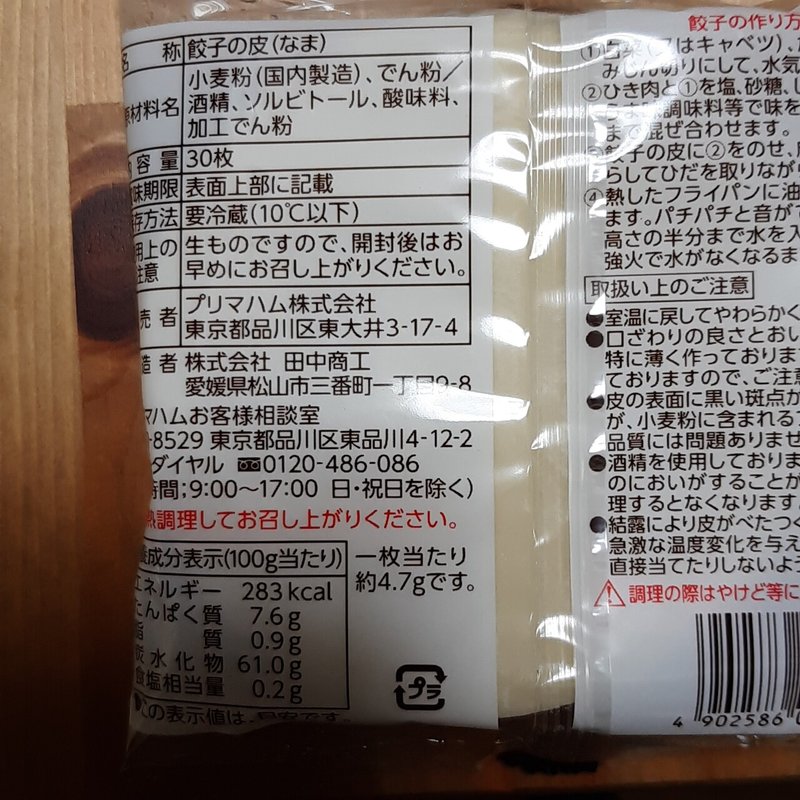 称 餃子の皮(なま)
原材料名 小麦粉(国内製造)、でん粉/
酒精、ソルビトール、酸味料、
加工でん粉
内容量 30枚
味期限 表面上部に記載
存方法 要冷蔵(10℃以下)
用上の
注意
生ものですので、開封後はお
早めにお召し上がりください。
売者 プリマハム株式会社
東京都品川区東大井3-17-4
造者 株式会社 田中商工
愛媛県松山市三番町一丁目9-8
マハムお客様相談室
-8529 東京都品川区東品川4-12-2
ダイヤル 0120-486-086
時間;9:00〜17:00 日・祝日を除く)
熱調理してお召し上がりください。
養成分表示(100g当たり)
エネルギー 283kcal
たんぱく質 7.6g
脂質 0.9g
炭水化物 61.0g
食塩相当量 0.2g
この表示値は、目安です。
一枚当たり
約4.7gです。
プラ
餃子の作り方
①白菜(又はキャベツ)、
みじん切りにして、水気
②ひき肉と①を塩、砂糖、
調味料等で味を
まで混ぜ合わせます。
餃子の皮に②をのせ、
らしてひだを取りなが
④熱したフライパンに油
ます。パチパチと音が
高さの半分まで水を入
強火で水がなくなるま
取扱い上のご注意
●室温に戻してやわらかく
●口ざわりの良さとおい
特に薄く作っておりま
ておりますので、ご注意
●皮の表面に黒い斑点が
が、小麦粉に含まれる
品質には問題ありませ
●酒精を使用しておりま
のにおいがすることが
理するとなくなります
●結露により皮がべたつ
急激な温度変化を与え
直接当てたりしないよ
調理の際はやけど等に
4 902586